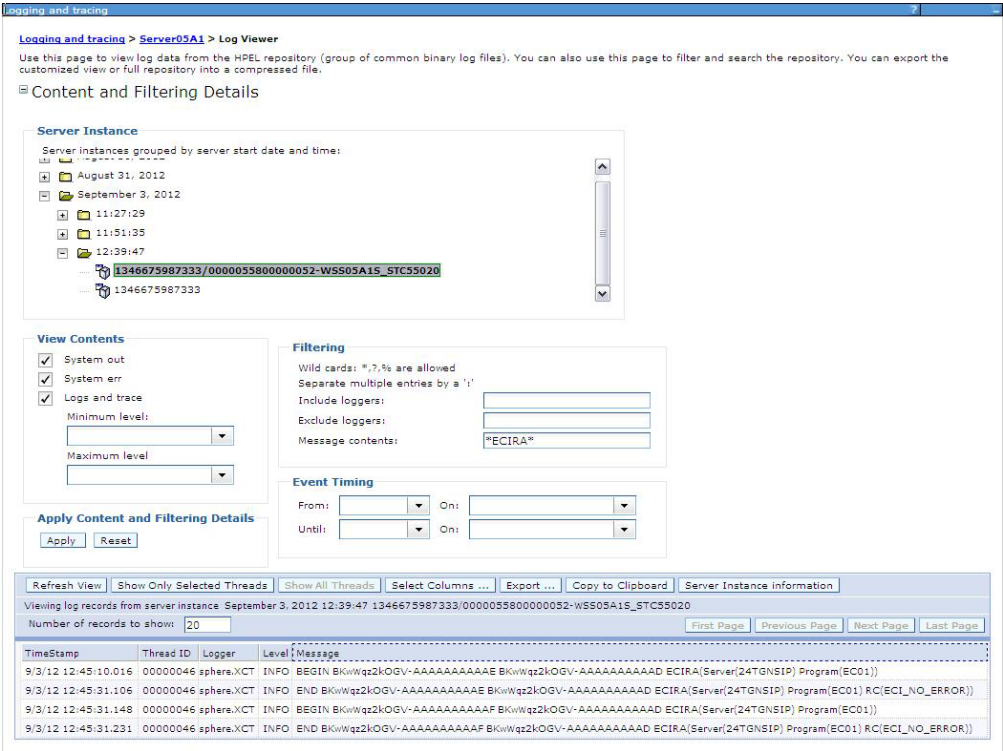 Logging and tracing ? –
Logging and tracing > Server05A1 > Log Viewer
Use this page to view log data from the HPEL repository (group of common binary log files). You can also use this page to filter and search the repository. You can export the
customized view or full repository into a compressed file.
Content and Filtering Details
Server Instance
Server instances grouped by server start date and time:
August 31, 2012
September 3, 2012
11:27:29
11:51:35
12:39:47
1346675987333/0000055800000052-WSS05A1S_STC55020
1346675987333
View Contents
System out
System err
Logs and trace
Minimum level:
Maximum level
Filtering
Wild cards: *,?,% are allowed
Separate multiple entries by a ':'
Include loggers:
Exclude loggers:
Message contents: *ECIRA*
Event Timing
From: On:
Until: On:
Apply Content and Filtering Details
Apply Reset
Refresh View Show Only Selected Threads Show All Threads Select Columns ... Export ... Copy to Clipboard Server Instance information
Viewing log records from server instance September 3, 2012 12:39:47 1346675987333/0000055800000052-WSS05A1S_STC55020
Number of records to show: 20 First Page Previous Page Next Page Last Page
TimeStamp Thread ID Logger Level Message
9/3/12 12:45:10.016 00000046 sphere.XCT INFO BEGIN BKwWqz2kOGV-AAAAAAAAAAE BKwWqz2kOGV-AAAAAAAAAAD ECIRA(Server(24TGNSIP) Program(EC01))
9/3/12 12:45:31.106 00000046 sphere.XCT INFO END BKwWqz2kOGV-AAAAAAAAAAE BKwWqz2kOGV-AAAAAAAAAAD ECIRA(Server(24TGNSIP) Program(EC01) RC(ECI_NO_ERROR))
9/3/12 12:45:31.148 00000046 sphere.XCT INFO BEGIN BKwWqz2kOGV-AAAAAAAAAAF BKwWqz2kOGV-AAAAAAAAAAD ECIRA(Server(24TGNSIP) Program(EC01))
9/3/12 12:45:31.231 00000046 sphere.XCT INFO END BKwWqz2kOGV-AAAAAAAAAAF BKwWqz2kOGV-AAAAAAAAAAD ECIRA(Server(24TGNSIP) Program(EC01) RC(ECI_NO_ERROR))